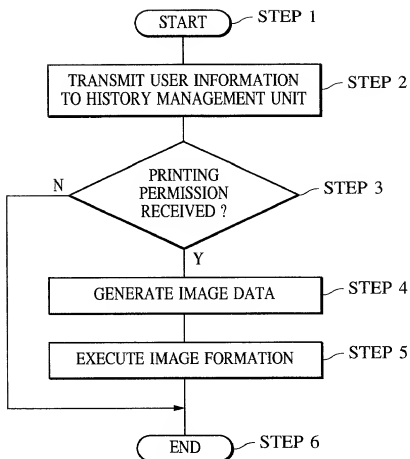 START
STEP 1
TRANSMIT USER INFORMATION
TO HISTORY MANAGEMENT UNIT
STEP 2
PRINTING
PERMISSION
RECEIVED ?
STEP 3
N
Y
GENERATE IMAGE DATA
STEP 4
EXECUTE IMAGE FORMATION
STEP 5
END
STEP 6